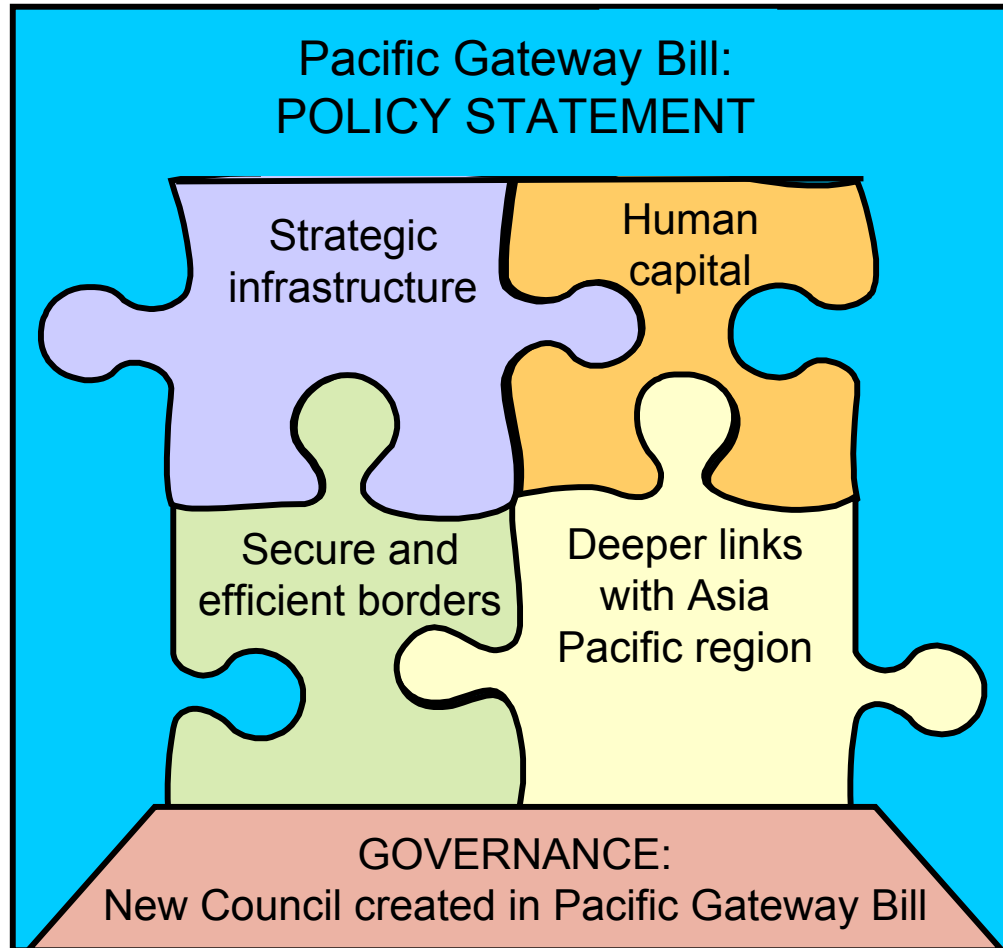 Pacific Gateway Bill:
POLICY STATEMENT
Strategic
infrastructure
Human
capital
Secure and
efficient borders
Deeper links
with Asia
Pacific region
GOVERNANCE:
New Council created in Pacific Gateway Bill